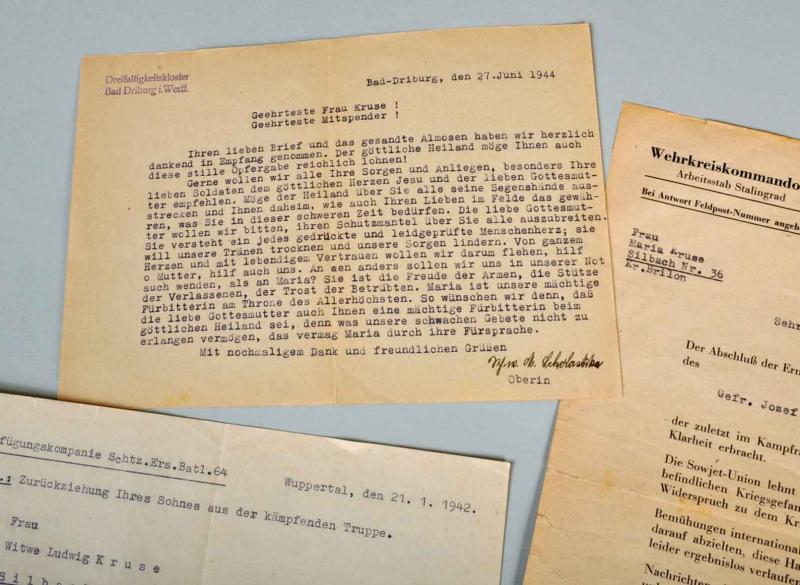 Dreifaltigkeitskloster
Bad Driburg i. Westf.
Bad-Driburg, den 27.Juni 1944
Geehrteste Frau Kruse !
Geehrteste Mitspender !
Ihren lieben Brief und das gesandte Almosen haben wir herzlich
dankend in Empfang genommen. Der göttliche Heiland möge Ihnen auch
diese stille Opfergabe reichlich lohnen!
Gerne wollen wir alle Ihre Sorgen und Anliegen, besonders Ihre
lieben Soldaten dem göttlichen Herzen Jesu und der lieben Gottesmut-
ter empfehlen. Möge der Heiland über Sie alle seine Segenshände aus-
strecken und Ihnen daheim, wie auch Ihren Lieben im Felde das gewäh-
ren, was Sie in dieser schweren Zeit bedürfen. Die liebe Gottesmut-
ter wollen wir bitten, ihren Schutzmantel über Sie alle auszubreiten.
Sie versteht ein jedes gedrückte und leidgeprüfte Menschenherz; sie
will unsere Tränen trocknen und unsere Sorgen lindern. Von ganzem
Herzen und mit lebendigem Vertrauen wollen wir darum flehen, hilf
o Mutter, hilf auch uns. An wen anders sollen wir uns in unserer Not
auch wenden, als an Maria? Sie ist die Freude der Armen, die Stütze
der Verlassenen, der Trost der Betrübten. Maria ist unsere mächtige
Fürbitterin am Throne des Allerhöchsten. So wünschen wir denn, daß
die liebe Gottesmutter auch Ihnen eine mächtige Fürbitterin beim
göttlichen Heiland sei, denn was unsere schwachen Gebete nicht zu
erlangen vermögen, das vermag Maria durch ihre Fürsprache.
Mit nochmaligem Dank und freundlichen Grüßen
M. Scholastika
Oberin
Wehrkreiskommando
Arbeitsstab Stalingrad
Bei Antwort Feldpost-Nummer angeb
Frau
Maria Kruse
Silbach Nr. 36
Kr.Brilon
Sehr
Der Abschluß der Erm
des
Gefr. Josef
der zuletzt im Kampfra
Klarheit erbracht.
Die Sowjet-Union lehnt
befindlichen Kriegsgefan
Widerspruch zu dem Kri
Bemühungen international
darauf abzielten, diese Ha
leider ergebnislos verlaufe
Nachrichten
fügungskompanie Schtz.Ers.Batl.64
Wuppertal, den 21. 1. 1942.
.: Zurückziehung Ihres Sohnes aus der kämpfenden Truppe.
Frau
Witwe Ludwig Kruse
Silba